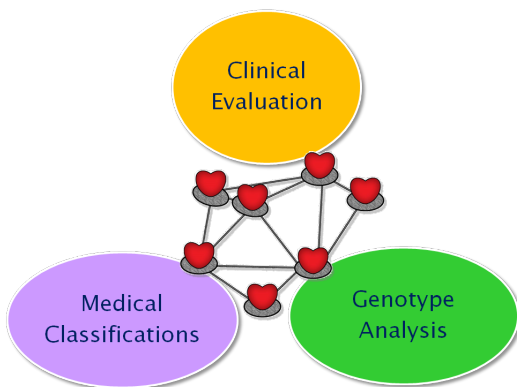 Clinical
Evaluation
Medical
Classifications
Genotype
Analysis